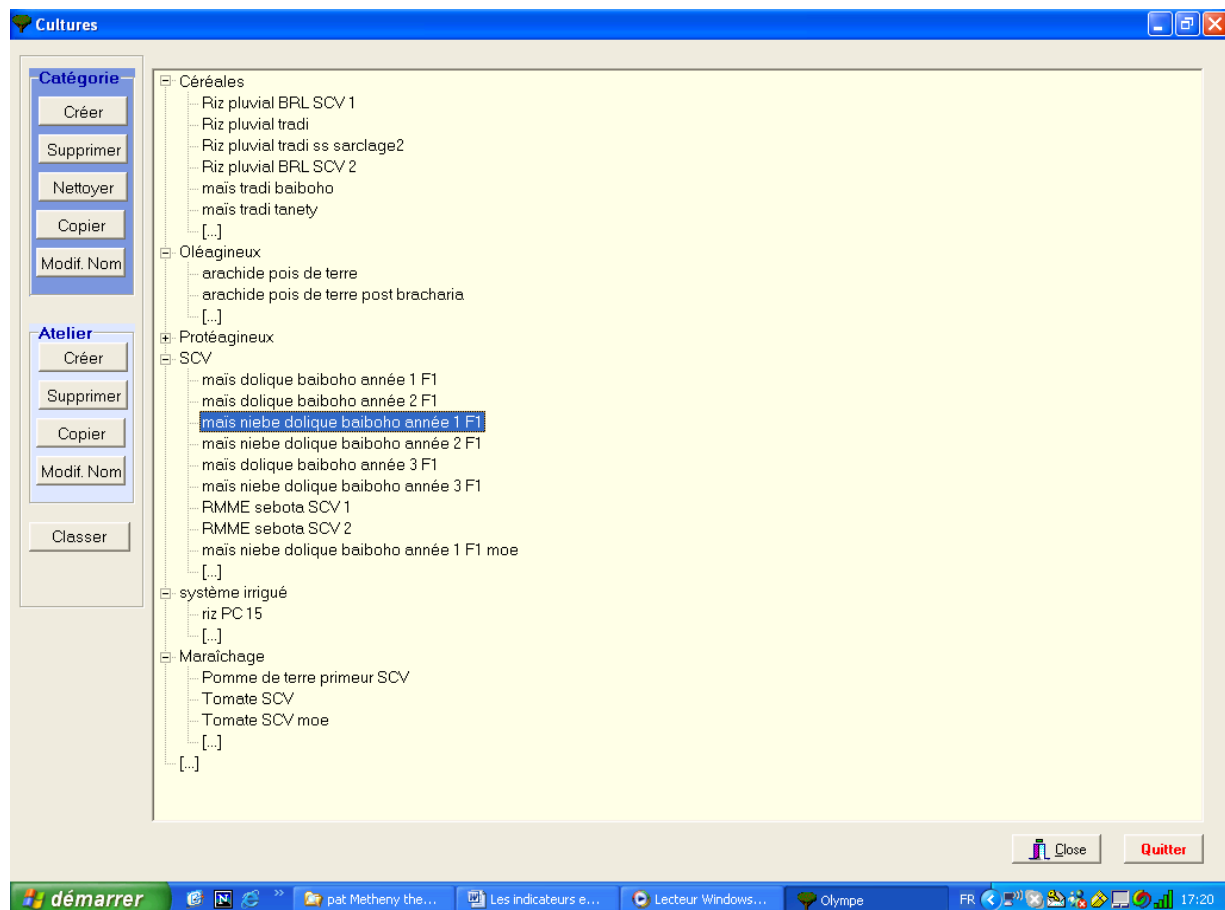 Cultures
Catégorie
Créer
Supprimer
Nettoyer
Copier
Modif. Nom
Atelier
Créer
Supprimer
Copier
Modif. Nom
Classer
Céréales
Riz pluvial BRL SCV 1
Riz pluvial tradi
Riz pluvial tradi ss sarclage2
Riz pluvial BRL SCV 2
maïs tradi baiboho
maïs tradi tanety
[...]
Oléagineux
arachide pois de terre
arachide pois de terre post bracharia
[...]
Protéagineux
SCV
maïs dolique baiboho année 1 F1
maïs dolique baiboho année 2 F1
maïs niebe dolique baiboho année 1 F1
maïs niebe dolique baiboho année 2 F1
maïs dolique baiboho année 3 F1
maïs niebe dolique baiboho année 3 F1
RMME sebota SCV 1
RMME sebota SCV 2
maïs niebe dolique baiboho année 1 F1 moe
[...]
système irrigué
riz PC 15
[...]
Maraîchage
Pomme de terre primeur SCV
Tomate SCV
Tomate SCV moe
[...]
[...]
Close
Quitter
démarrer
N
»
pat Metheny the...
Les indicateurs e...
Lecteur Windows...
Olympe
FR
17:20